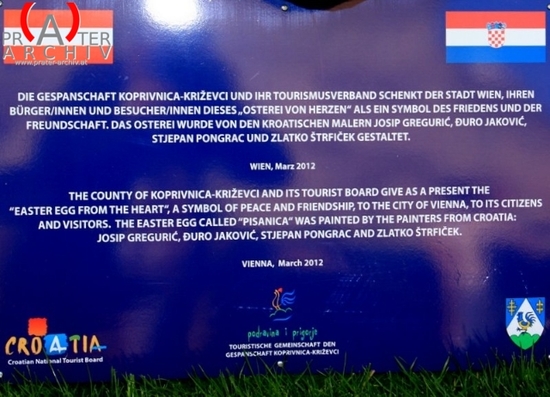 PR(A)TER
ARCHIV
www.prater-archiv.at
DIE GESPANSCHAFT KOPRIVNICA-KRIŽEVCI UND IHR TOURISMUSVERBAND SCHENKT DER STADT WIEN, IHREN
BÜRGER/INNEN UND BESUCHER/INNEN DIESES „OSTEREI VON HERZEN" ALS EIN SYMBOL DES FRIEDENS UND DER
FREUNDSCHAFT. DAS OSTEREI WURDE VON DEN KROATISCHEN MALERN JOSIP GREGURIĆ, ĐURO JAKOVIĆ,
STJEPAN PONGRAC UND ZLATKO ŠTRFIČEK GESTALTET.
WIEN, Marz 2012
THE COUNTY OF KOPRIVNICA-KRIŽEVCI AND ITS TOURIST BOARD GIVE AS A PRESENT THE
"EASTER EGG FROM THE HEART", A SYMBOL OF PEACE AND FRIENDSHIP, TO THE CITY OF VIENNA, TO ITS CITIZENS
AND VISITORS. THE EASTER EGG CALLED "PISANICA" WAS PAINTED BY THE PAINTERS FROM CROATIA:
JOSIP GREGURIĆ, ĐURO JAKOVIĆ, STJEPAN PONGRAC AND ZLATKO ŠTRFIČEK.
VIENNA, March 2012
CROATIA
Croatian National Tourist Board
podravina i prigorje
TOURISTISCHE GEMEINSCHAFT DEN
GESPANSCHAFT KOPRIVNICA-KRIŽEVCI